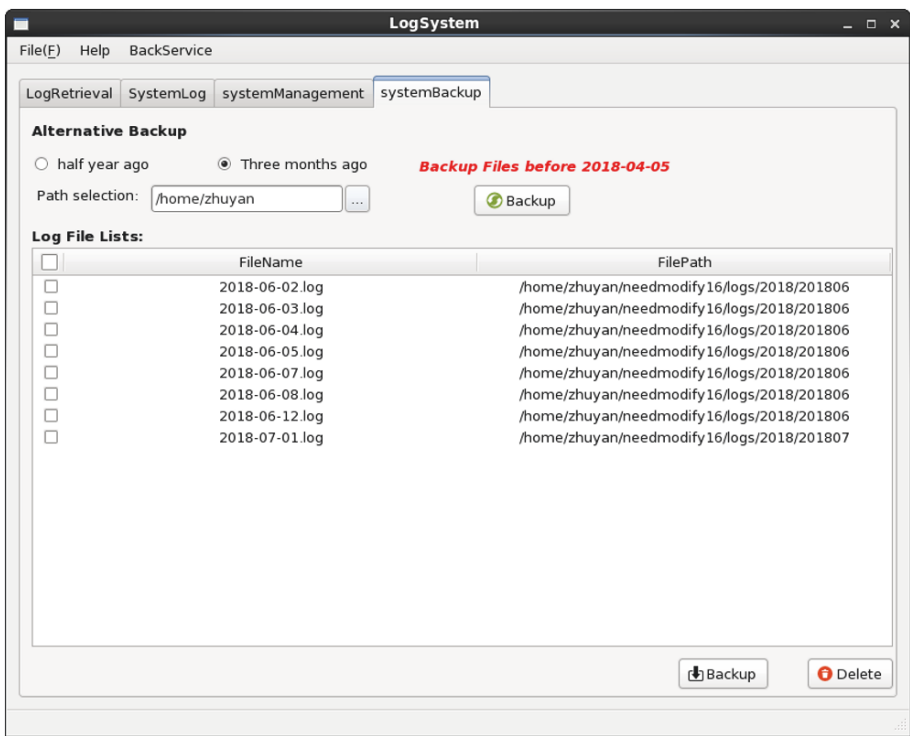 LogSystem
File(F) Help BackService
LogRetrieval SystemLog systemManagement systemBackup
Alternative Backup
half year ago Three months ago Backup Files before 2018-04-05
Path selection: /home/zhuyan ... Backup
Log File Lists:
FileName FilePath
2018-06-02.log /home/zhuyan/needmodify16/logs/2018/201806
2018-06-03.log /home/zhuyan/needmodify16/logs/2018/201806
2018-06-04.log /home/zhuyan/needmodify16/logs/2018/201806
2018-06-05.log /home/zhuyan/needmodify16/logs/2018/201806
2018-06-07.log /home/zhuyan/needmodify16/logs/2018/201806
2018-06-08.log /home/zhuyan/needmodify16/logs/2018/201806
2018-06-12.log /home/zhuyan/needmodify16/logs/2018/201806
2018-07-01.log /home/zhuyan/needmodify16/logs/2018/201807
Backup Delete